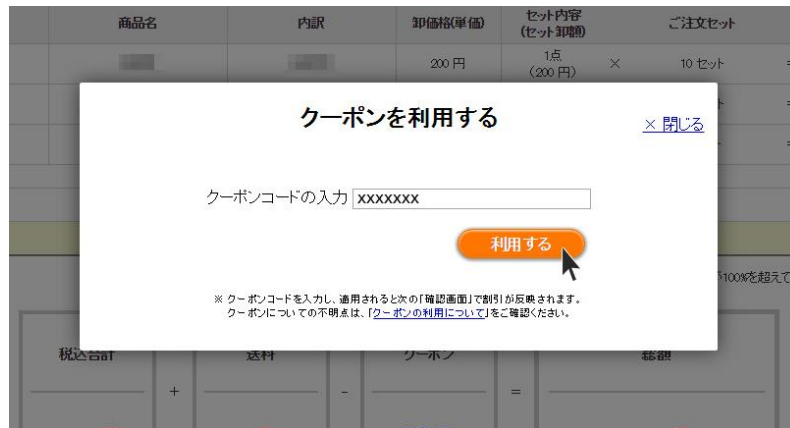 商品名 内訳 卸価格(単価) セット内容 ご注文セット
(セット卸額)
200 円 1点 × 10 セット =
(200 円)
クーポンを利用する
× 閉じる
クーポンコードの入力 xxxxxxx
利用する
※ クーポンコードを入力し、適用されると次の「確認画面」で割引が反映されます。
クーポンについての不明点は、「クーポンの利用について」をご確認ください。
100%を超えて
税込合計 + 送料 - クーポン = 総額